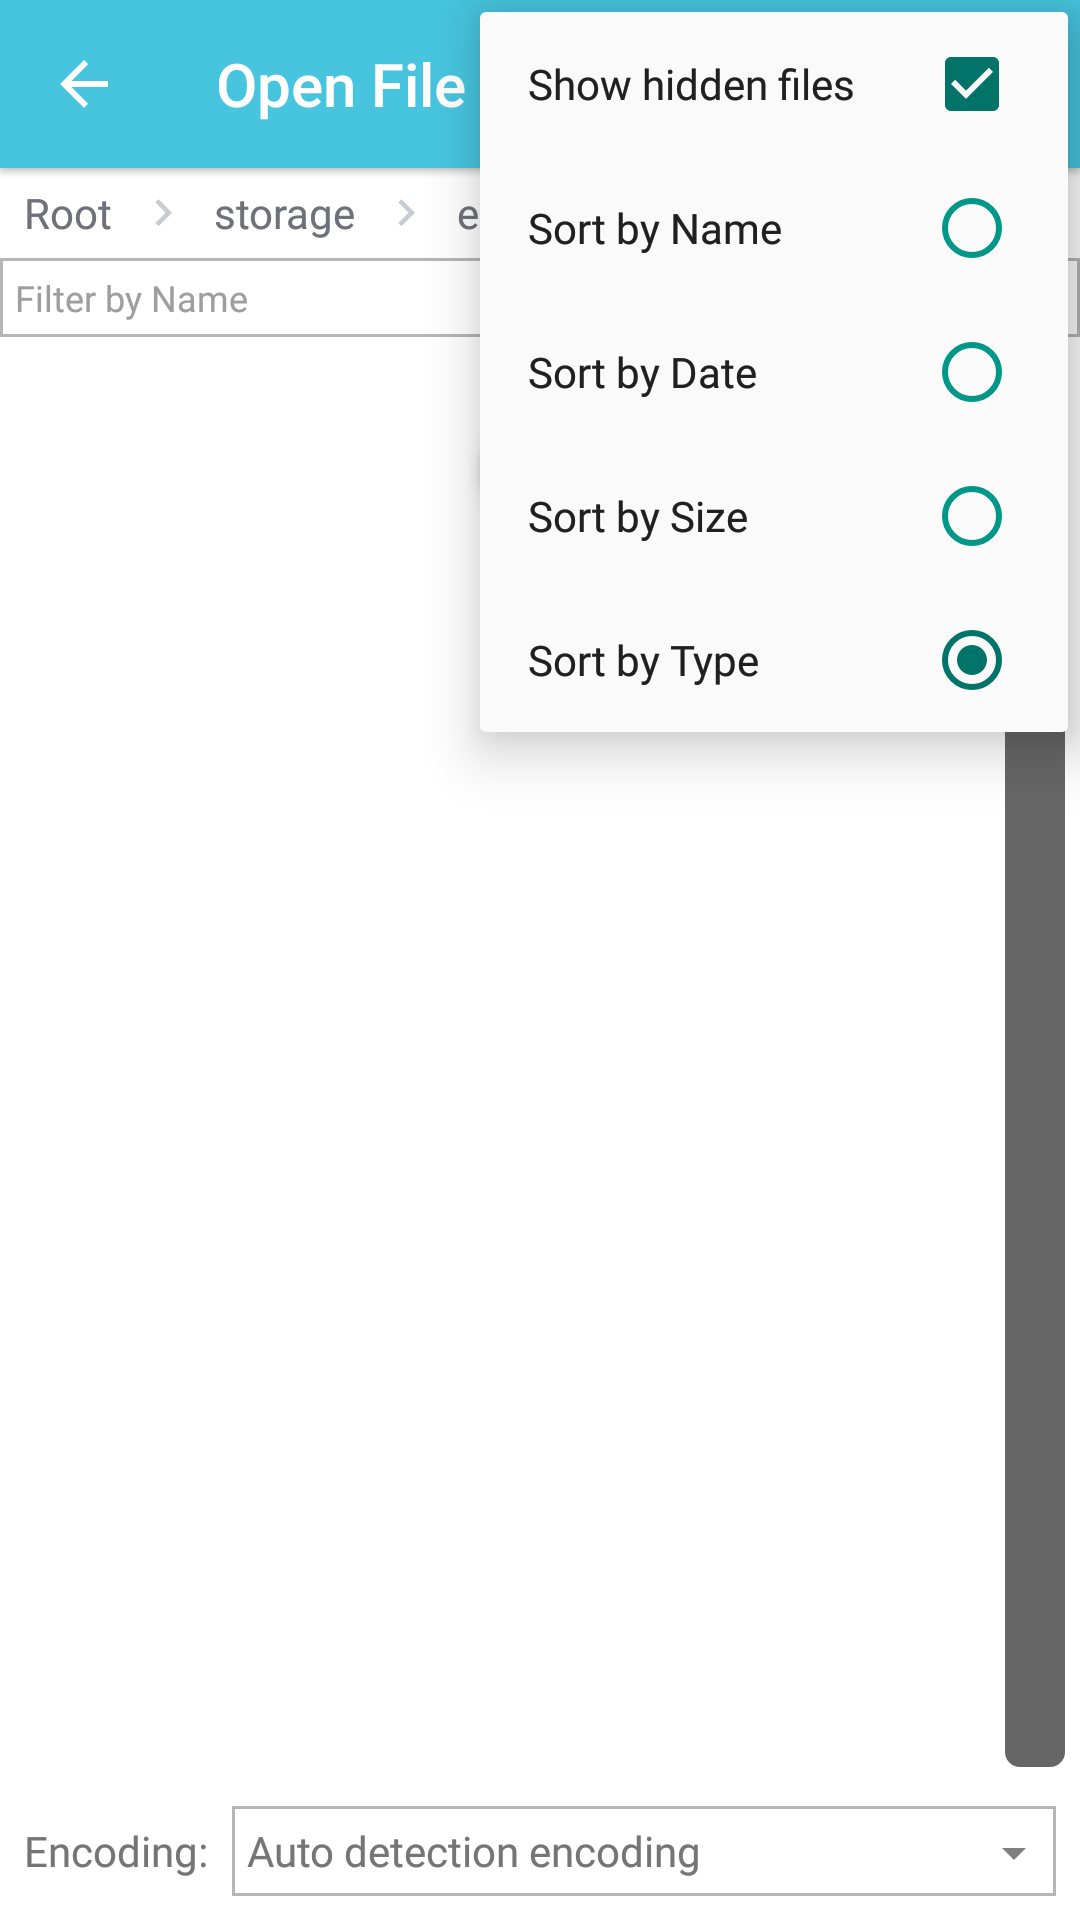 Open File
Root storage e
Filter by Name
Show hidden files
Sort by Name
Sort by Date
Sort by Size
Sort by Type
Encoding: Auto detection encoding